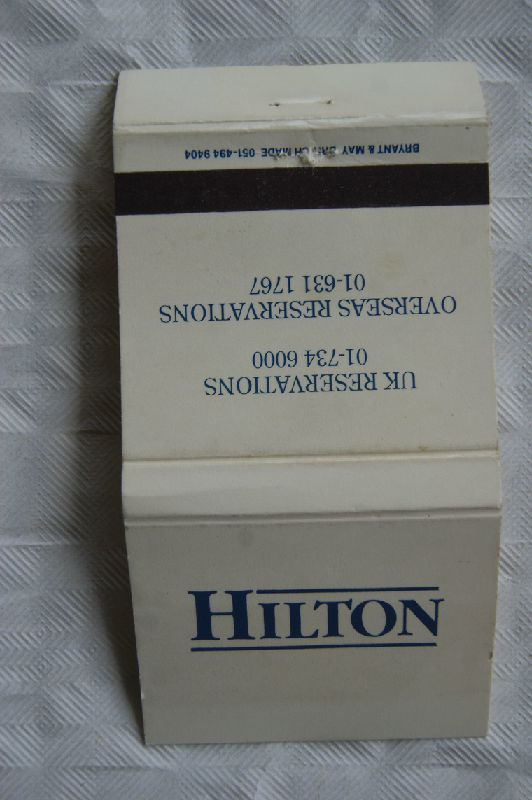 HILTON
UK RESERVATIONS
01-734 6000
OVERSEAS RESERVATIONS
01-631 1767
BRYANT & MAY BRITISH MADE 051-494 9404